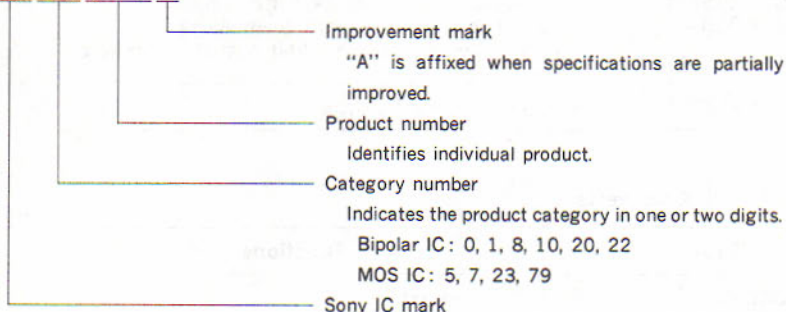 Improvement mark
"A" is affixed when specifications are partially
improved.
Product number
Identifies individual product.
Category number
Indicates the product category in one or two digits.
Bipolar IC: 0, 1, 8, 10, 20, 22
MOS IC: 5, 7, 23, 79
Sony IC mark